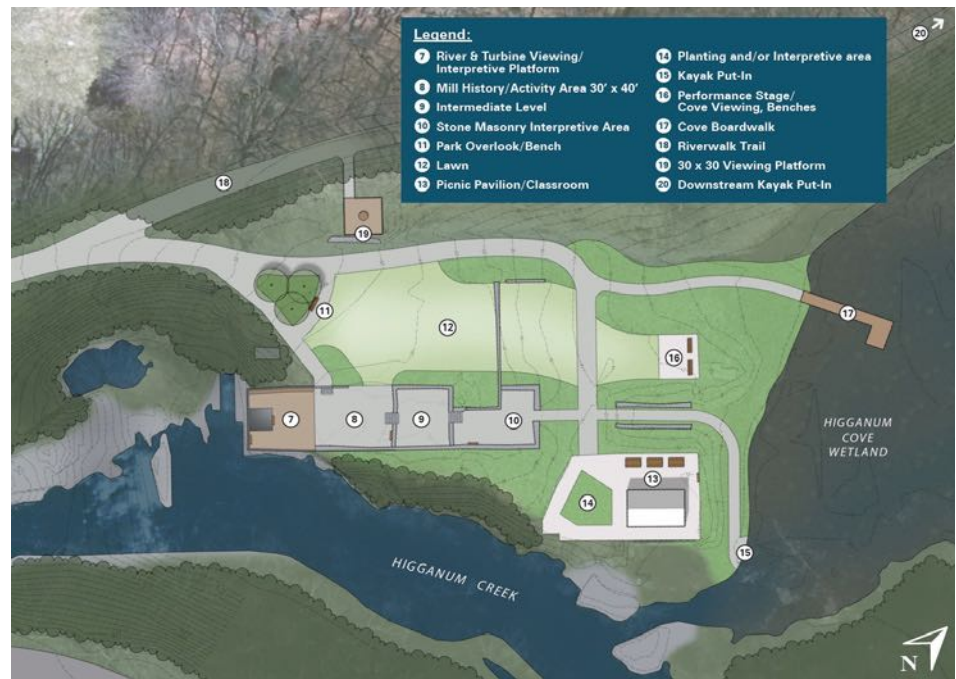 Legend:
7 River & Turbine Viewing/
Interpretive Platform
8 Mill History/Activity Area 30' x 40'
9 Intermediate Level
10 Stone Masonry Interpretive Area
11 Park Overlook/Bench
12 Lawn
13 Picnic Pavilion/Classroom
14 Planting and/or Interpretive area
15 Kayak Put-In
16 Performance Stage/
Cove Viewing, Benches
17 Cove Boardwalk
18 Riverwalk Trail
19 30 x 30 Viewing Platform
20 Downstream Kayak Put-In
20
18
19
11
12
17
16
7
8
9
10
13
14
15
HIGGANUM
COVE
WETLAND
HIGGANUM CREEK
N